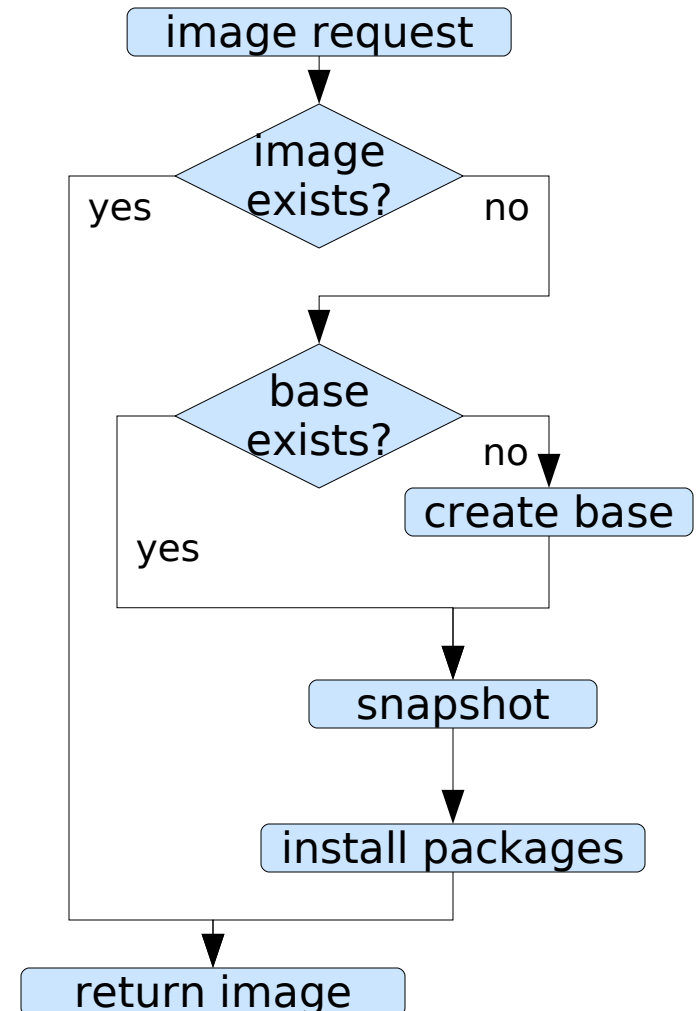 image request
image
exists?
yes
no
base
exists?
no
create base
yes
snapshot
install packages
return image